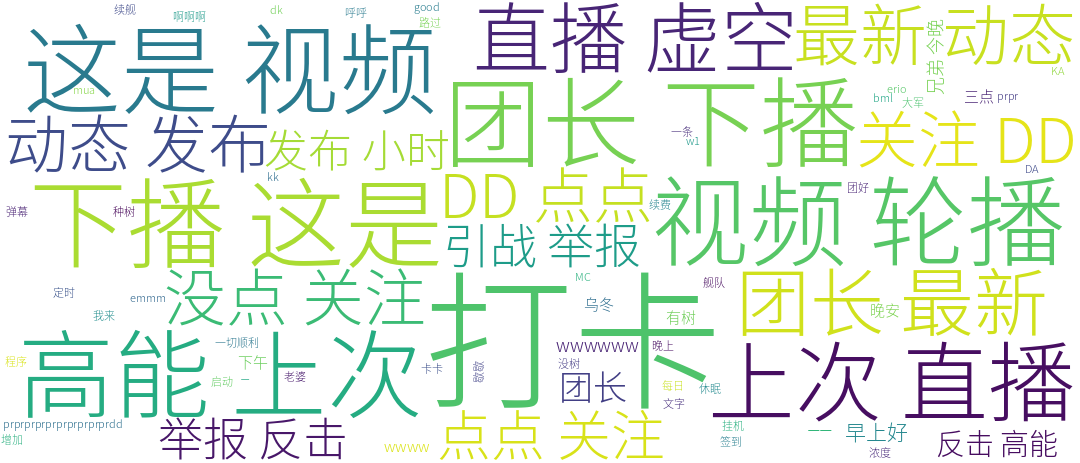 续舰 啊啊啊 dk 呼呼 good 路过
这是 视频
mua
直播 虚空
最新 动态
兄弟 今晚
KA
erio
bml 大军
三点 prpr
动态 发布
发布 小时
团长 下播
一条
w1
关注 DD
DA
kk
下播 这是
DD 点点
团好
续费
视频 轮播
弹幕 种树
引战 举报
没点 关注
MC
舰队
定时
emmm
我来
乌冬
有树
团长 最新
晚安
打卡
高能 上次
一切顺利
程序
下午
启动 一
老婆
卡卡
wwwwww
没树
晚上
团长
每日
休眠
文字
上次 直播
prprprprprprprprprdd
增加
举报 反击
wwww
点点 关注
挂机
签到
一一
早上好
浓度
反击 高能